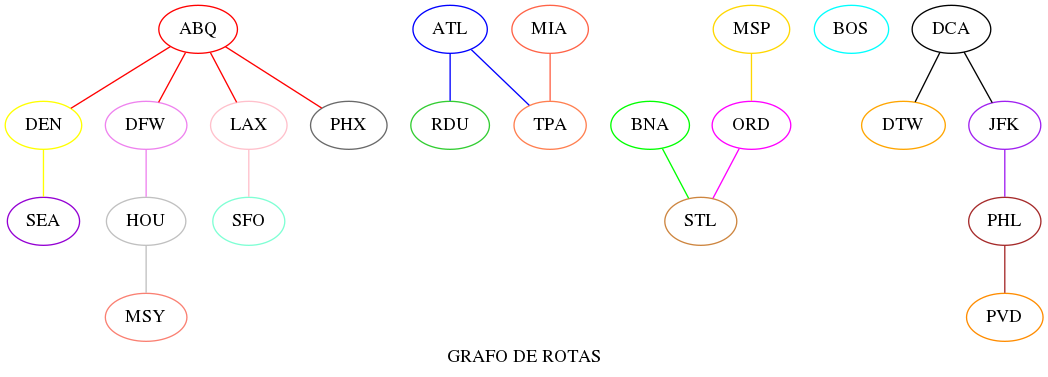 ABQ ATL MIA MSP BOS DCA
DEN DFW LAX PHX RDU TPA BNA ORD DTW JFK
SEA HOU SFO STL PHL
MSY PVD
GRAFO DE ROTAS